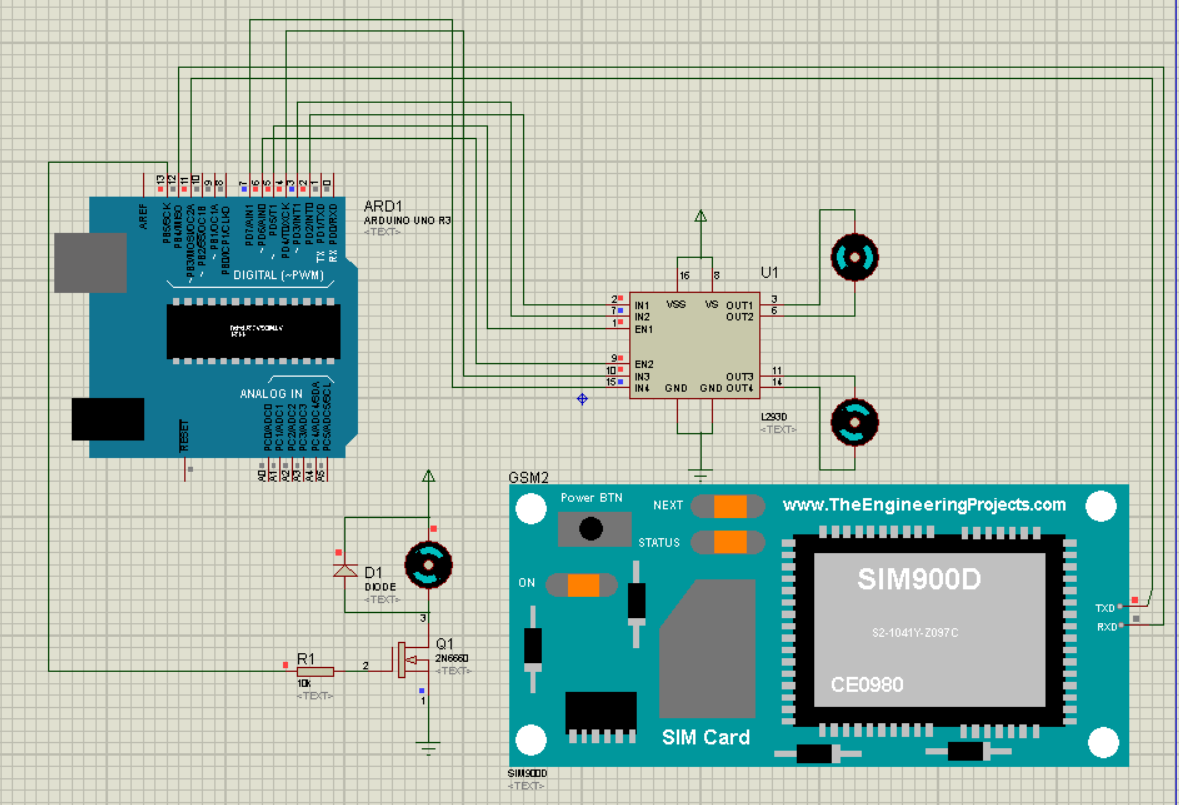 13
12
11
10
9
8
7
6
5
4
3
2
1
0
AREF
PB5/SCK
PB4/MISO
PB3/MOSI/OC2A
PB2/SS/OC1B
PB1/OC1A
PB0/ICP1/CLKO
PD7/AIN1
PD6/AIN0
PD5/T1
PD4/T0/XCK
PD3/INT1
PD2/INT0
PD1/TXD
PD0/RXD
TX
RX
ARD1
ARDUINO UNO R3
<TEXT>
DIGITAL (~PWM)
ANALOG IN
RESET
PC0/ADC0
PC1/ADC1
PC2/ADC2
PC3/ADC3
PC4/ADC4/SDA
PC5/ADC5/SCL
A0
A1
A2
A3
A4
A5
16
8
U1
2
IN1
VSS
VS
OUT1
3
7
IN2
OUT2
6
1
EN1
9
EN2
10
IN3
OUT3
11
15
IN4
GND
GND
OUT4
14
L293D
<TEXT>
D1
DIODE
<TEXT>
3
Q1
2N6660
<TEXT>
R1
2
10k
<TEXT>
1
GSM2
Power BTN
NEXT
www.TheEngineeringProjects.com
STATUS
ON
SIM900D
S2-1041Y-Z097C
CE0980
TXD
RXD
SIM Card
SIM900D
<TEXT>